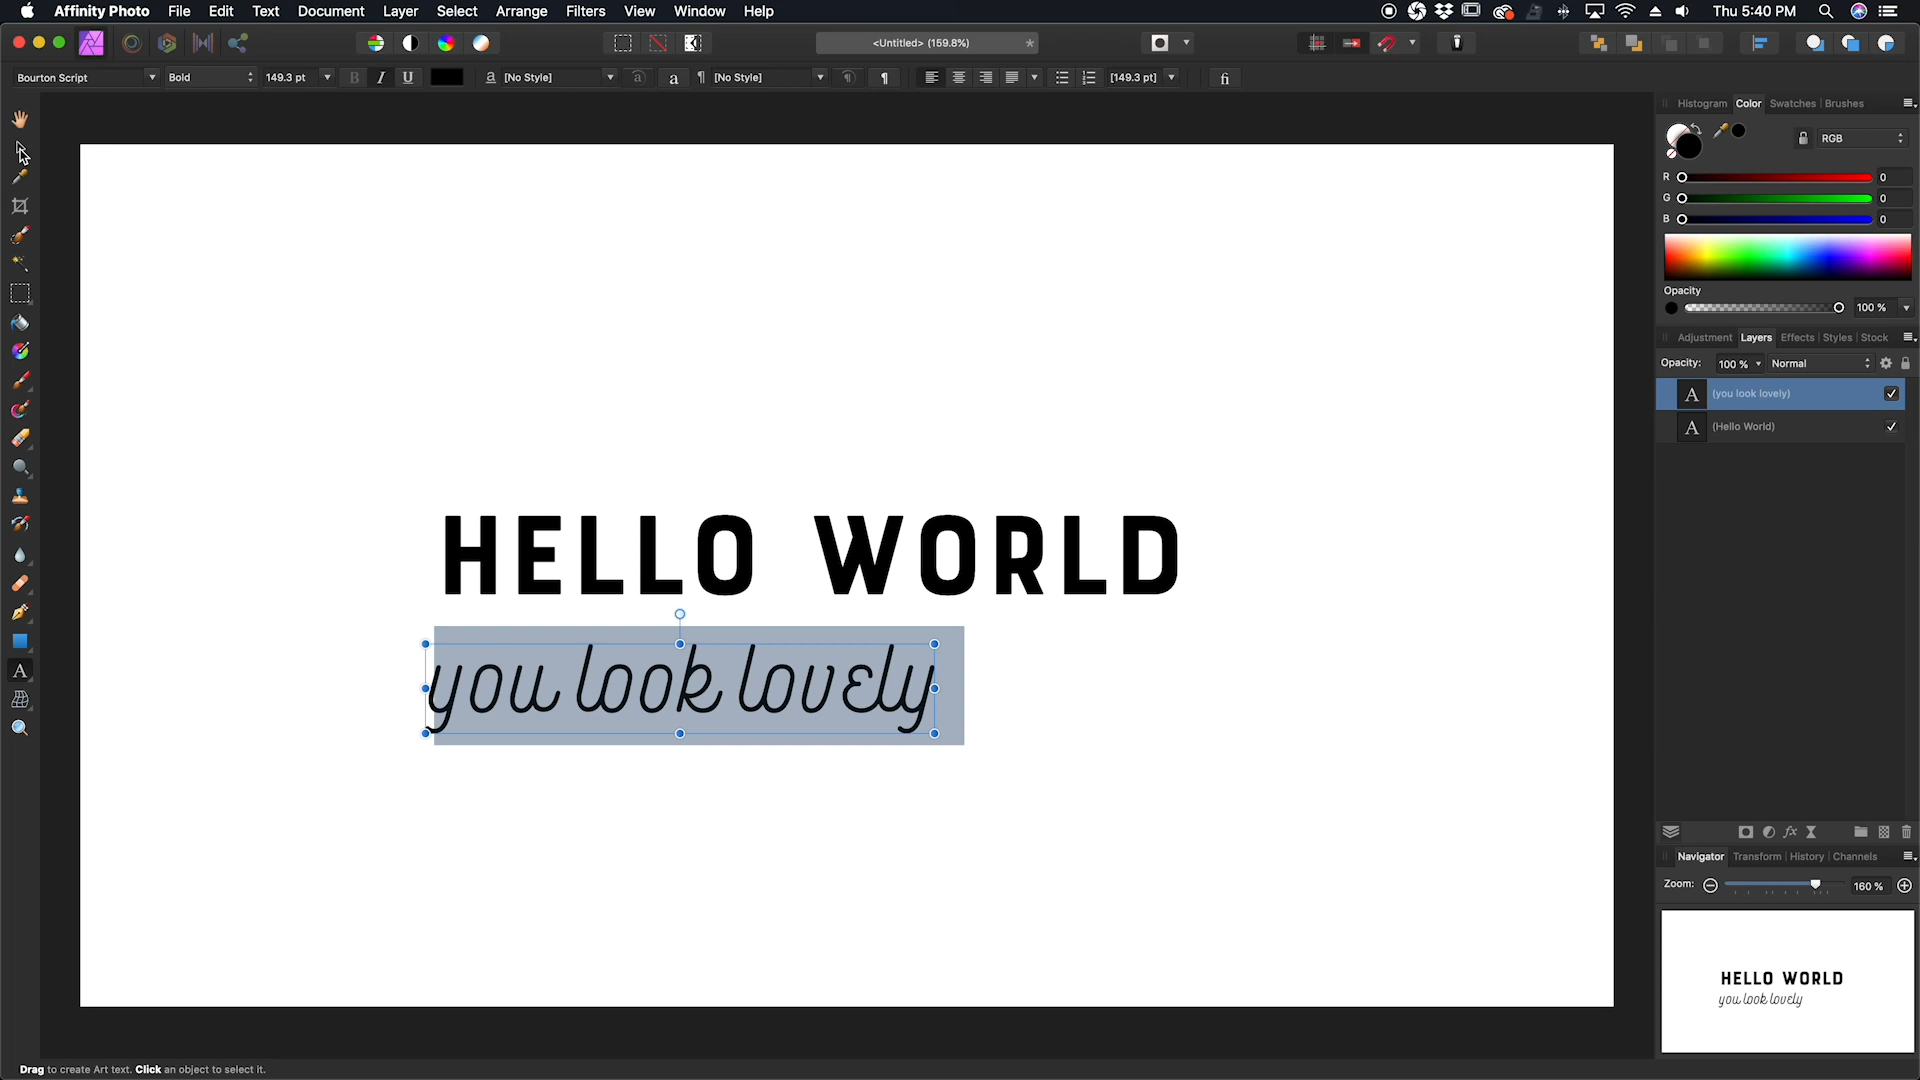 Affinity Photo File Edit Text Document Layer Select Arrange Filters View Window Help Thu 5:40 PM
<Untitled> (159.8%) *
Bourton Script Bold 149.3 pt B I U a [No Style] a a ¶ [No Style] ¶ ¶ [149.3 pt] fi
Histogram Color Swatches Brushes
RGB
R 0
G 0
B 0
Opacity
100 %
Adjustment Layers Effects Styles Stock
Opacity: 100 % Normal
A (you look lovely)
A (Hello World)
HELLO WORLD
you look lovely
A
fx
Navigator Transform History Channels
Zoom: 160 %
HELLO WORLD
you look lovely
Drag to create Art text. Click an object to select it.